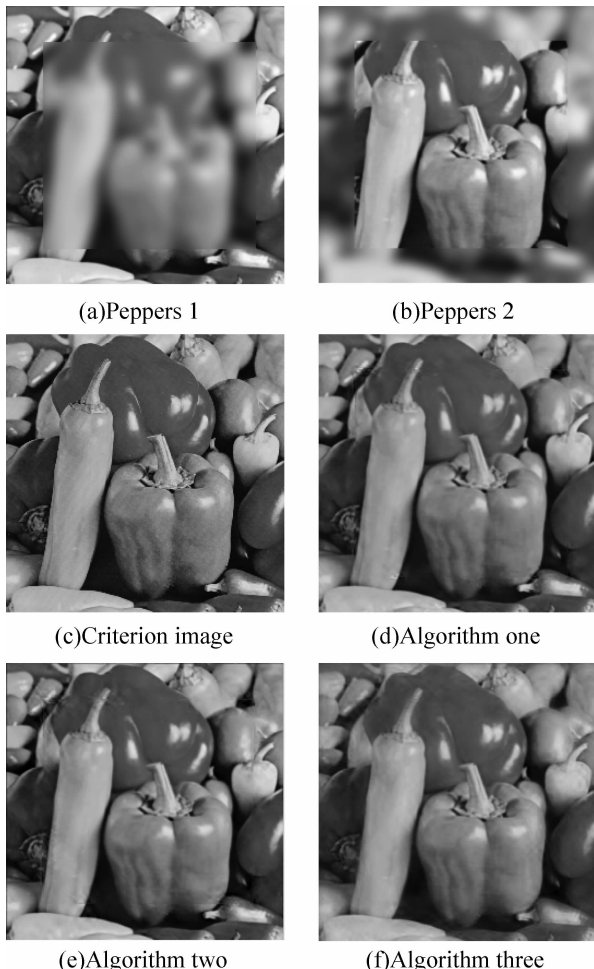 (a)Peppers 1
(b)Peppers 2
(c)Criterion image
(d)Algorithm one
(e)Algorithm two
(f)Algorithm three